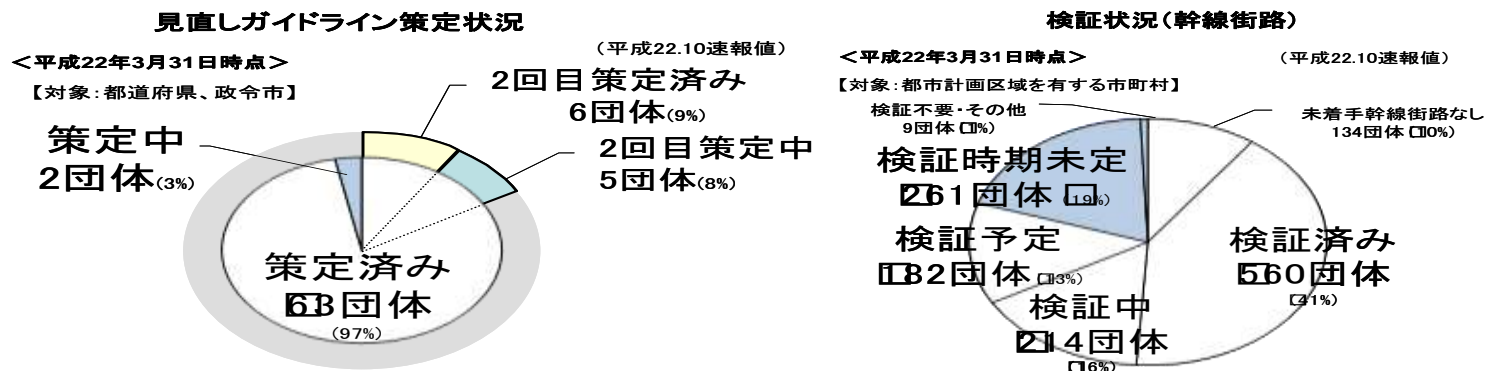 見直しガイドライン策定状況
(平成22.10速報値)
<平成22年3月31日時点>
【対象：都道府県、政令市】
2回目策定済み
6団体(9%)
策定中
2団体(3%)
2回目策定中
5団体(8%)
策定済み
63団体
(97%)
検証状況(幹線街路)
<平成22年3月31日時点>
(平成22.10速報値)
【対象：都市計画区域を有する市町村】
検証不要・その他
9団体(1%)
未着手幹線街路なし
134団体(10%)
検証時期未定
261団体(19%)
検証予定
182団体(13%)
検証済み
560団体
(41%)
検証中
214団体
(16%)